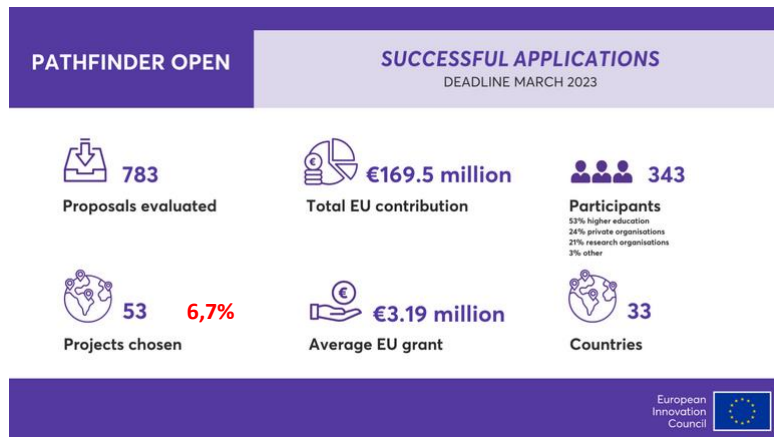 PATHFINDER OPEN
SUCCESSFUL APPLICATIONS
DEADLINE MARCH 2023
783
Proposals evaluated
€169.5 million
Total EU contribution
343
Participants
53% higher education
24% private organisations
21% research organisations
3% other
53 6,7%
Projects chosen
€3.19 million
Average EU grant
33
Countries
European
Innovation
Council